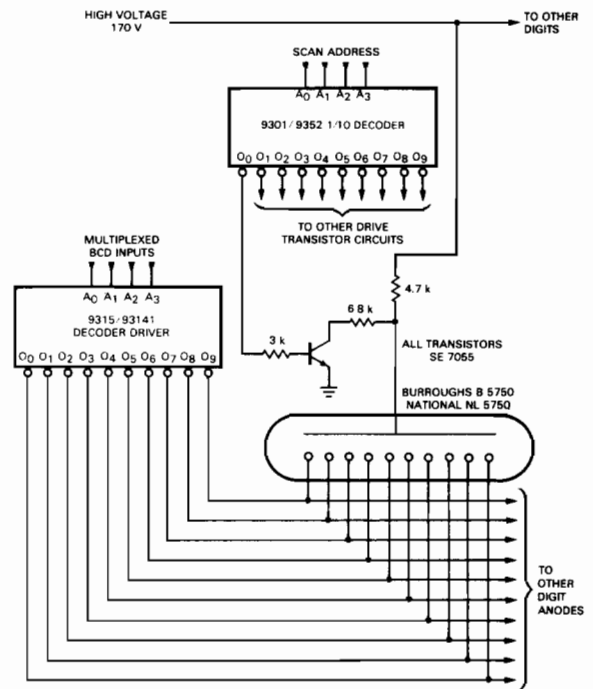 HIGH VOLTAGE
170 V
TO OTHER
DIGITS
SCAN ADDRESS
A0 A1 A2 A3
9301/9352 1/10 DECODER
O0 O1 O2 O3 O4 O5 O6 O7 O8 O9
TO OTHER DRIVE
TRANSISTOR CIRCUITS
MULTIPLEXED
BCD INPUTS
A0 A1 A2 A3
9315/93141
DECODER DRIVER
O0 O1 O2 O3 O4 O5 O6 O7 O8 O9
4.7 k
68 k
3 k
ALL TRANSISTORS
SE 7055
BURROUGHS B 5750
NATIONAL NL 5750
TO
OTHER
DIGIT
ANODES